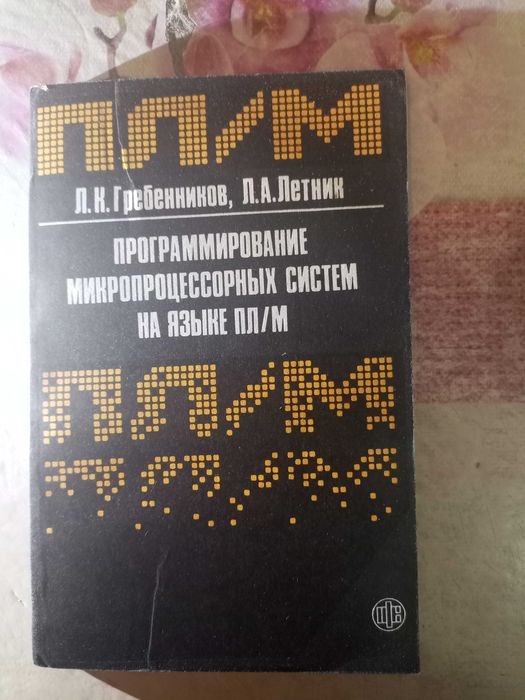 ПЛ/М
Л.К.Гребенников, Л.А.Летник
ПРОГРАММИРОВАНИЕ
МИКРОПРОЦЕССОРНЫХ СИСТЕМ
НА ЯЗЫКЕ ПЛ/М
ПЛ/М